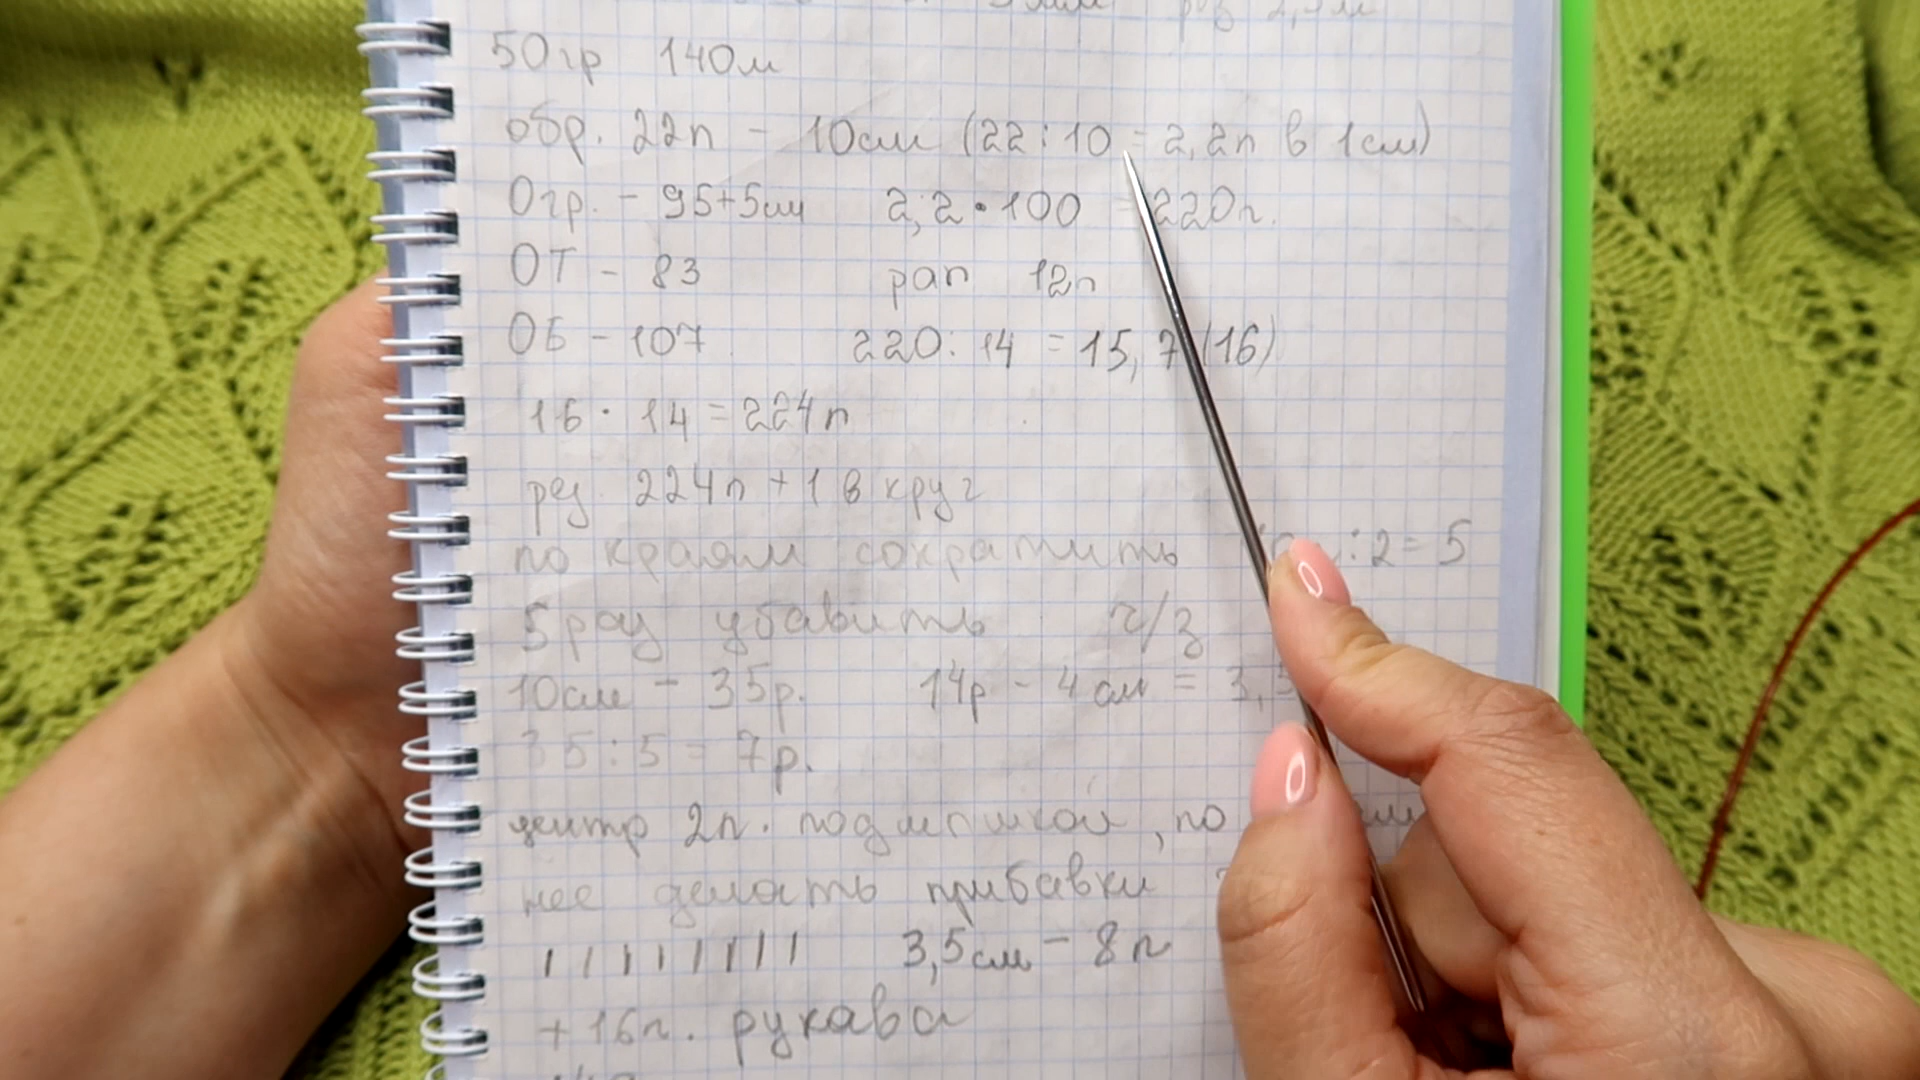 50гр 140м
обр. 22п - 10см (22:10 = 2,2п в 1см)
Огр. - 95+5см 2,2·100 = 220п.
ОТ - 83 рап 12п
ОБ - 107 220:14 = 15,7 (16)
16·14 = 224п
рез. 224п + 1 в круг
по краям сократить :2=5
5 раз убавить
10см - 35р. 14р - 4см = 3,5
35:5 = 7р.
центр 2п. под мышкой, по
нее делать прибавки
| | | | | | | | 3,5см - 8п
+16п. рукава